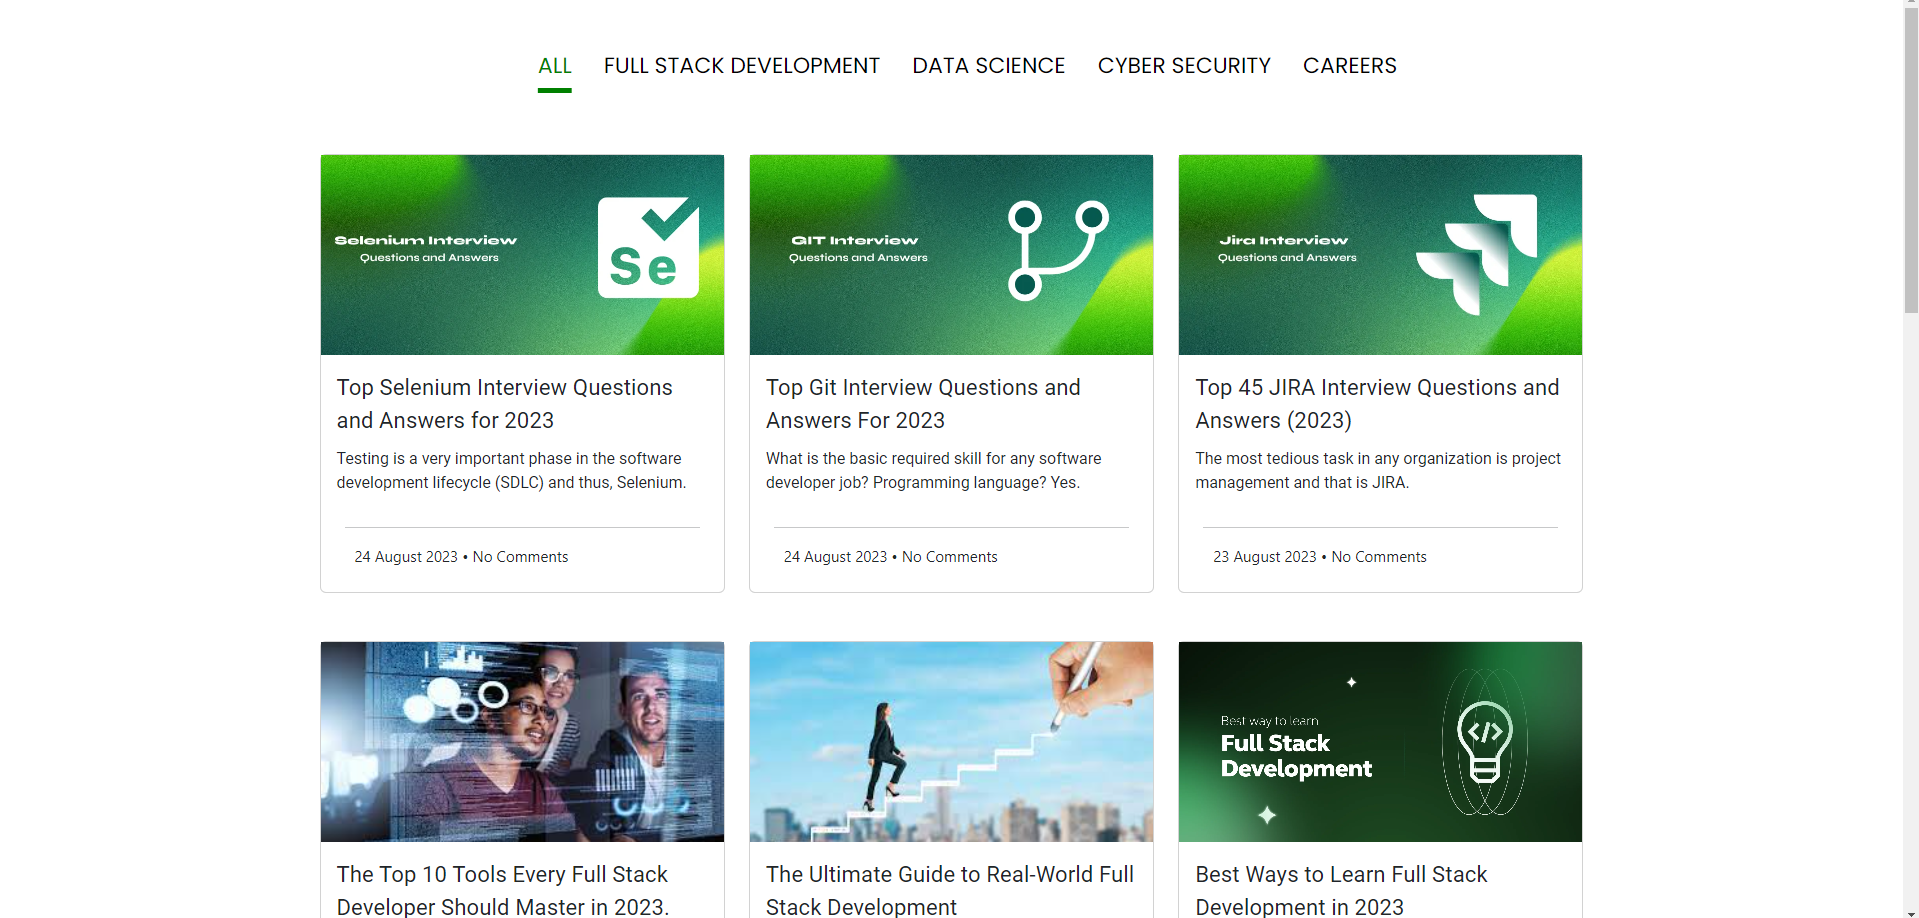 ALL FULL STACK DEVELOPMENT DATA SCIENCE CYBER SECURITY CAREERS
Selenium Interview
Questions and Answers
Se
Top Selenium Interview Questions
and Answers for 2023
Testing is a very important phase in the software
development lifecycle (SDLC) and thus, Selenium.
24 August 2023 • No Comments
GIT Interview
Questions and Answers
Top Git Interview Questions and
Answers For 2023
What is the basic required skill for any software
developer job? Programming language? Yes.
24 August 2023 • No Comments
Jira Interview
Questions and Answers
Top 45 JIRA Interview Questions and
Answers (2023)
The most tedious task in any organization is project
management and that is JIRA.
23 August 2023 • No Comments
The Top 10 Tools Every Full Stack
Developer Should Master in 2023.
The Ultimate Guide to Real-World Full
Stack Development
Best way to learn
Full Stack
Development
</>
Best Ways to Learn Full Stack
Development in 2023